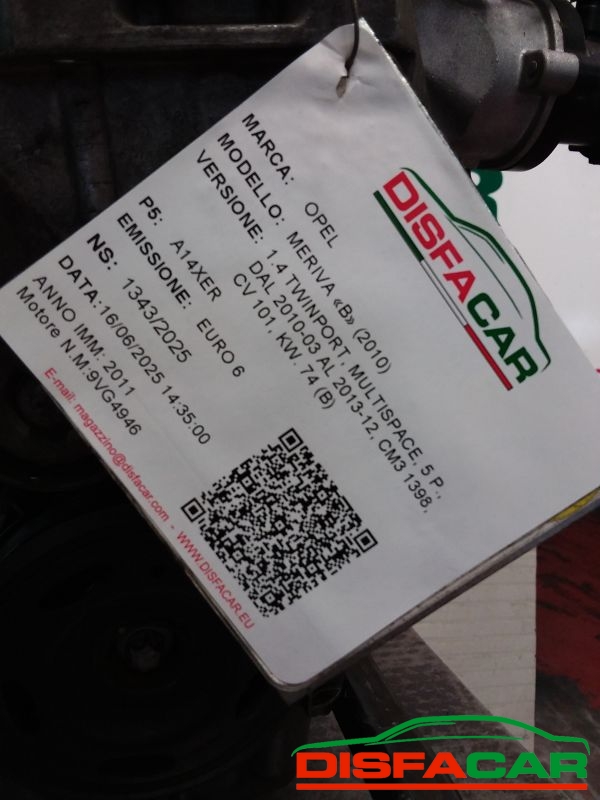 MARCA: OPEL
MODELLO: MERIVA «B» (2010)
VERSIONE: 1.4 TWINPORT , MULTISPACE, 5 P.,
DAL 2010-03 AL 2013-12, CM3 1398,
CV 101, KW 74 (B)
P5: A14XER
EMISSIONE: EURO 6
NS: 1343/2025
DATA:16/06/2025 14:35:00
ANNO IMM: 2011
Motore N.M:9VG4946
E-mail: magazzino@disfacar.com - WWW.DISFACAR.EU
DISFACAR
DISFACAR